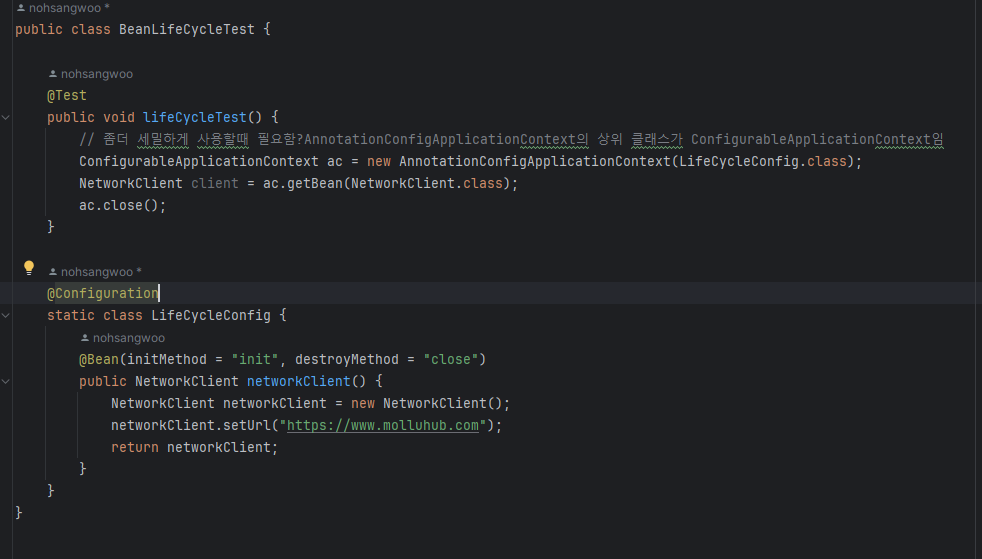 nohsangwoo *
public class BeanLifeCycleTest {
nohsangwoo
@Test
public void lifeCycleTest() {
// 좀더 세밀하게 사용할때 필요함?AnnotationConfigApplicationContext의 상위 클래스가 ConfigurableApplicationContext임
ConfigurableApplicationContext ac = new AnnotationConfigApplicationContext(LifeCycleConfig.class);
NetworkClient client = ac.getBean(NetworkClient.class);
ac.close();
}
nohsangwoo *
@Configuration
static class LifeCycleConfig {
nohsangwoo
@Bean(initMethod = "init", destroyMethod = "close")
public NetworkClient networkClient() {
NetworkClient networkClient = new NetworkClient();
networkClient.setUrl("https://www.molluhub.com");
return networkClient;
}
}
}